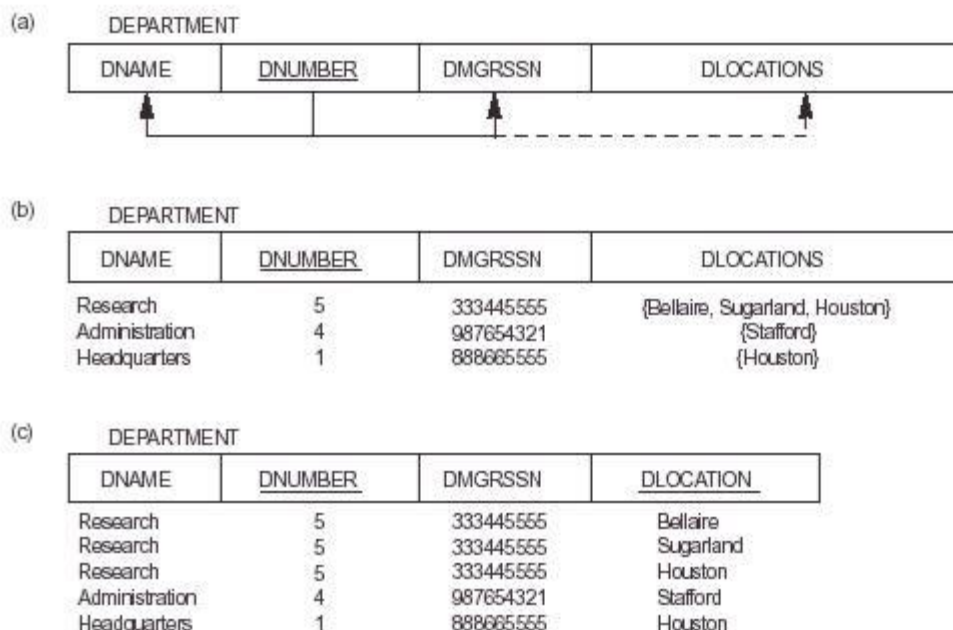 (a) DEPARTMENT
DNAME DNUMBER DMGRSSN DLOCATIONS
(b) DEPARTMENT
DNAME DNUMBER DMGRSSN DLOCATIONS
Research 5 333445555 {Bellaire, Sugarland, Houston}
Administration 4 987654321 {Stafford}
Headquarters 1 888665555 {Houston}
(c) DEPARTMENT
DNAME DNUMBER DMGRSSN DLOCATION
Research 5 333445555 Bellaire
Research 5 333445555 Sugarland
Research 5 333445555 Houston
Administration 4 987654321 Stafford
Headquarters 1 888665555 Houston